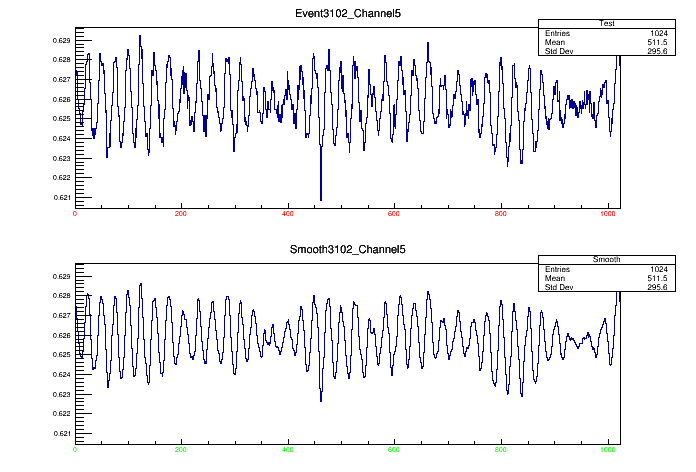 Event3102_Channel5
Test
Entries 1024
Mean 511.5
Std Dev 295.6
0.629
0.628
0.627
0.626
0.625
0.624
0.623
0.622
0.621
0 200 400 600 800 1000
Smooth3102_Channel5
Smooth
Entries 1024
Mean 511.5
Std Dev 295.6
0.629
0.628
0.627
0.626
0.625
0.624
0.623
0.622
0.621
0 200 400 600 800 1000